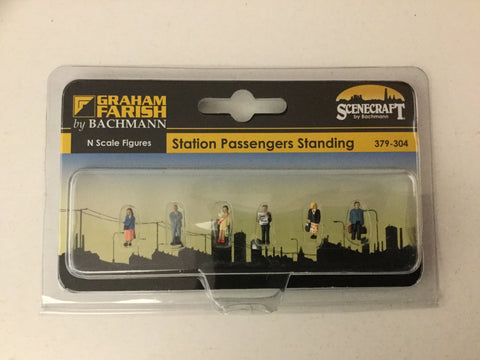 GRAHAM
FARISH
by BACHMANN
SCENECRAFT
by Bachmann
N Scale Figures
Station Passengers Standing
379-304